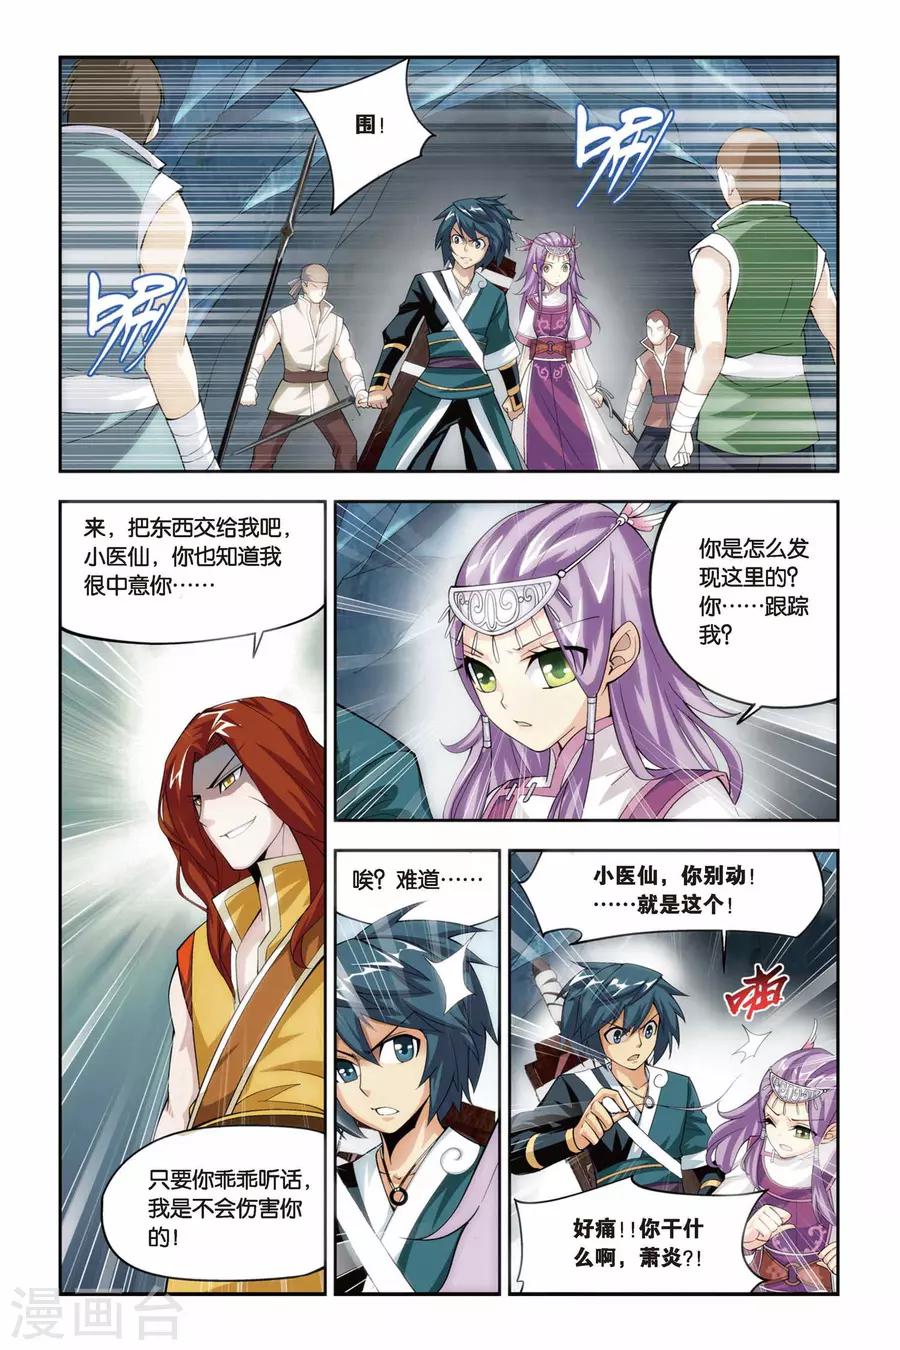 围！
呢
呢
来，把东西交给我吧，
小医仙，你也知道我
很中意你……
你是怎么发
现这里的？
你……跟踪
我？
只要你乖乖听话，
我是不会伤害你
的！
唉？难道……
小医仙，你别动！
……就是这个！
啪
好痛！！你干什
么啊，萧炎？！
漫画台